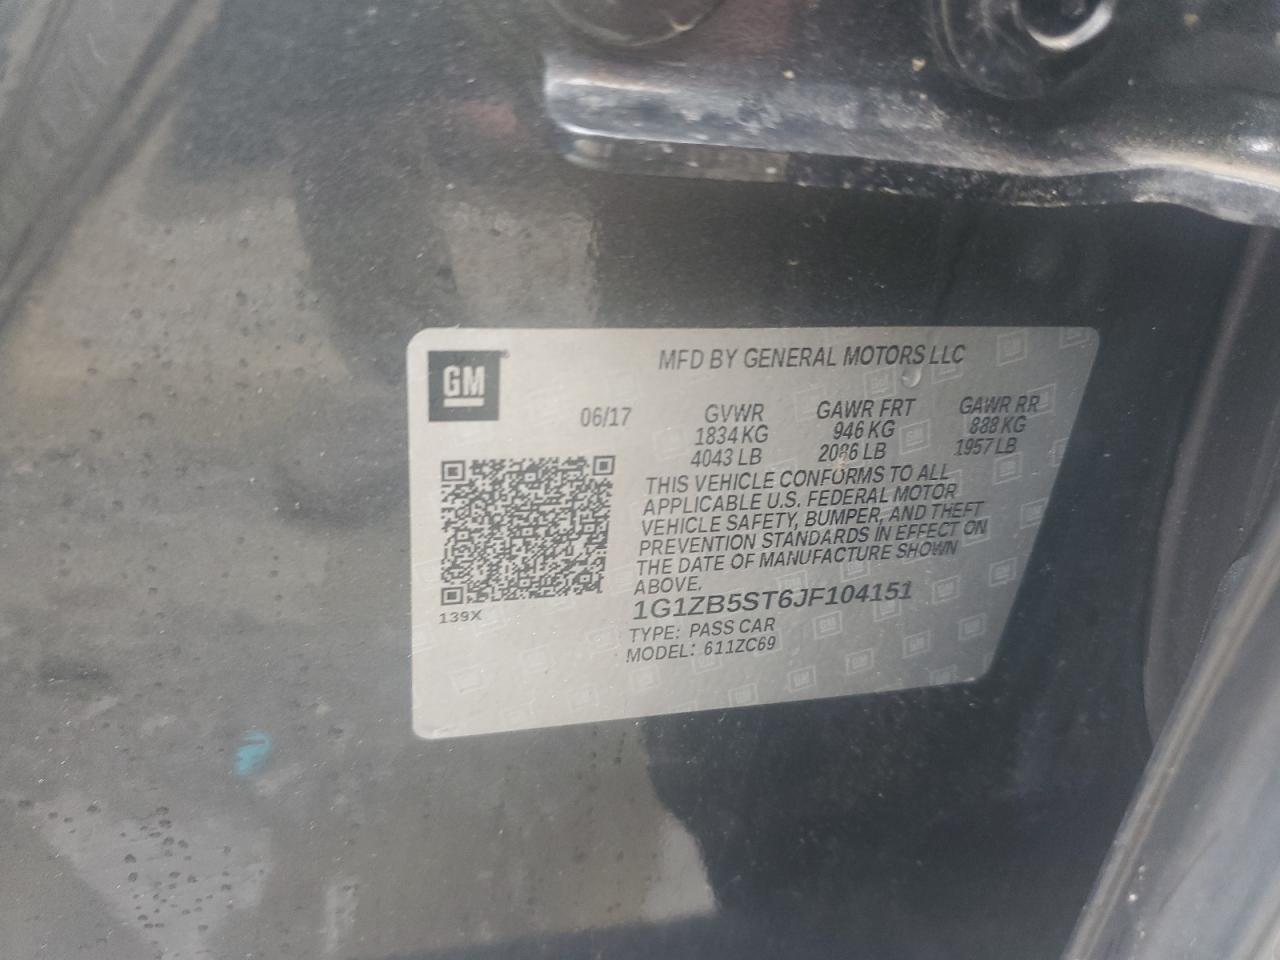 GM
MFD BY GENERAL MOTORS LLC
06/17 GVWR GAWR FRT GAWR RR
1834 KG 946 KG 888 KG
4043 LB 2086 LB 1957 LB
THIS VEHICLE CONFORMS TO ALL
APPLICABLE U.S. FEDERAL MOTOR
VEHICLE SAFETY, BUMPER, AND THEFT
PREVENTION STANDARDS IN EFFECT ON
THE DATE OF MANUFACTURE SHOWN
ABOVE.
139X
1G1ZB5ST6JF104151
TYPE: PASS CAR
MODEL: 611ZC69